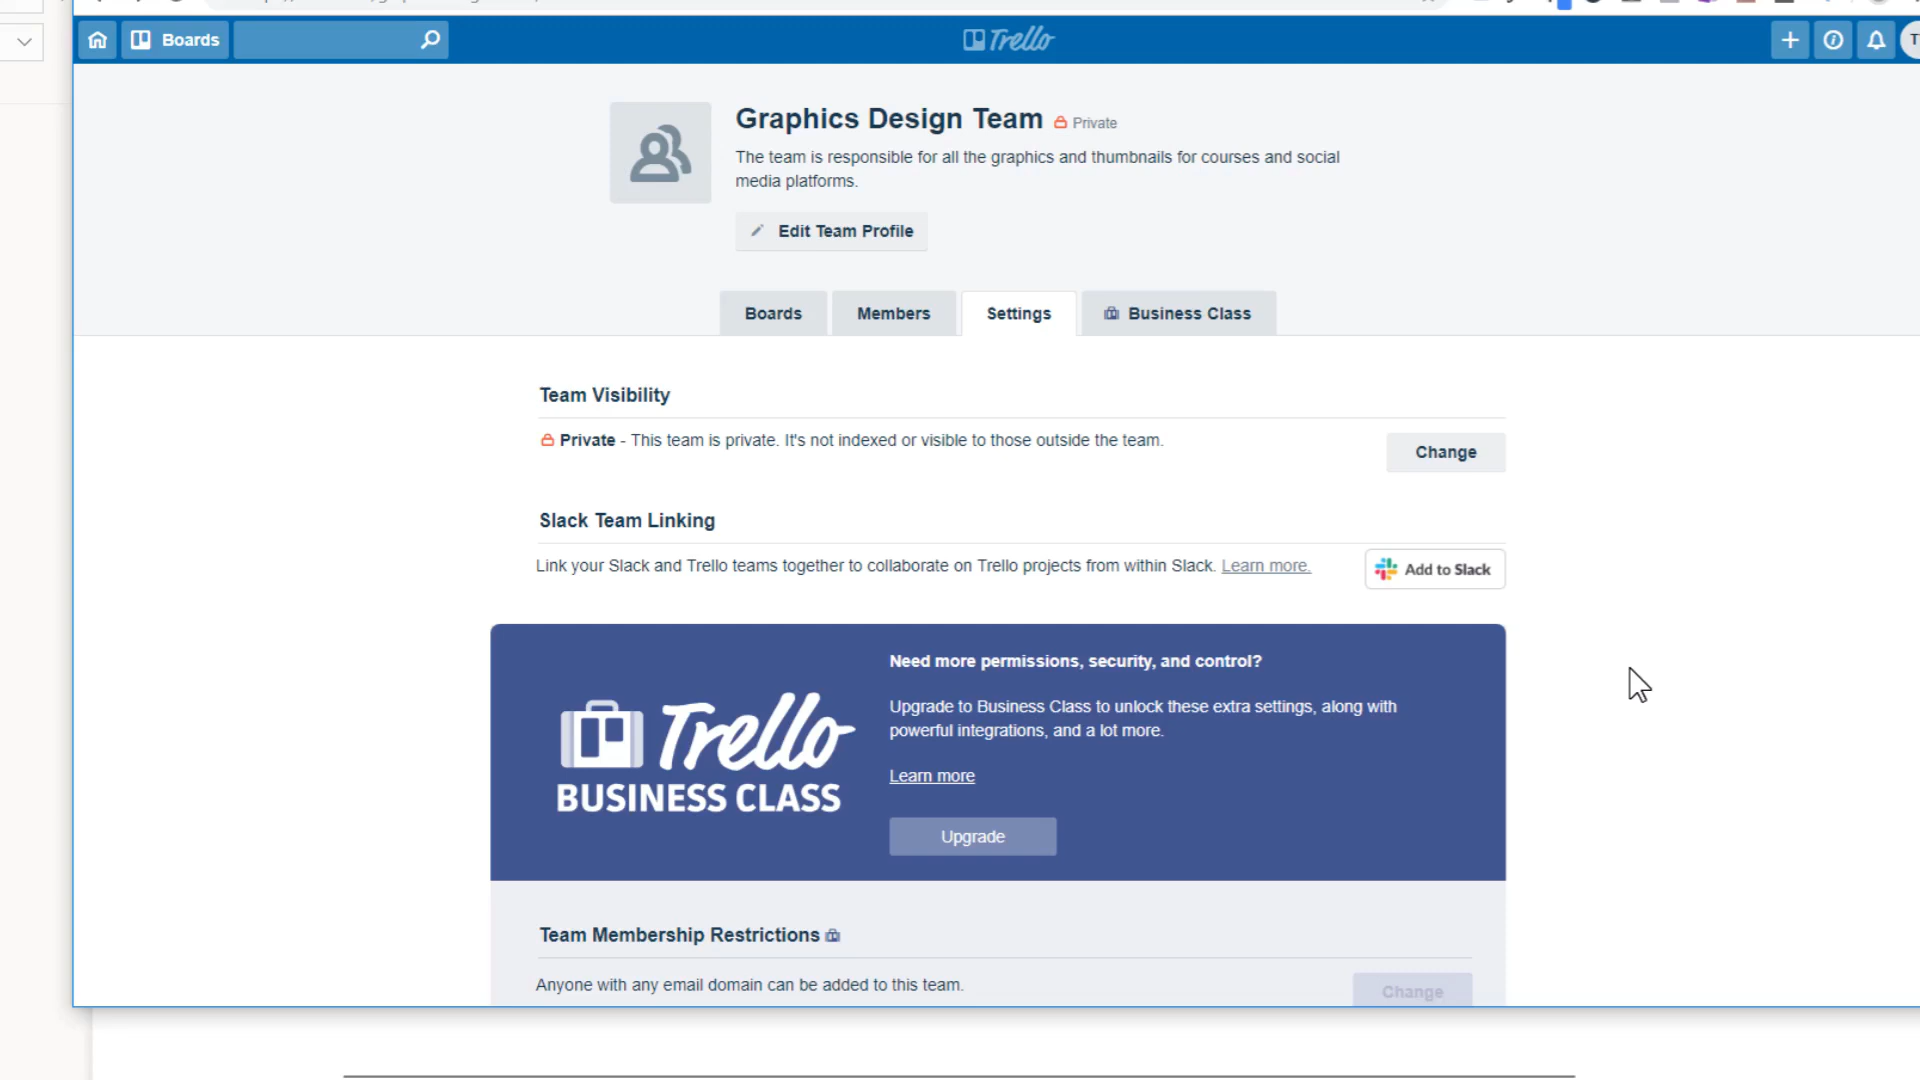 Boards
Trello
T
Graphics Design Team Private
The team is responsible for all the graphics and thumbnails for courses and social
media platforms.
Edit Team Profile
Boards Members Settings Business Class
Team Visibility
Private - This team is private. It's not indexed or visible to those outside the team.
Change
Slack Team Linking
Link your Slack and Trello teams together to collaborate on Trello projects from within Slack. Learn more.
Add to Slack
Need more permissions, security, and control?
Upgrade to Business Class to unlock these extra settings, along with
powerful integrations, and a lot more.
Learn more
Upgrade
Trello
BUSINESS CLASS
Team Membership Restrictions
Anyone with any email domain can be added to this team.
Change